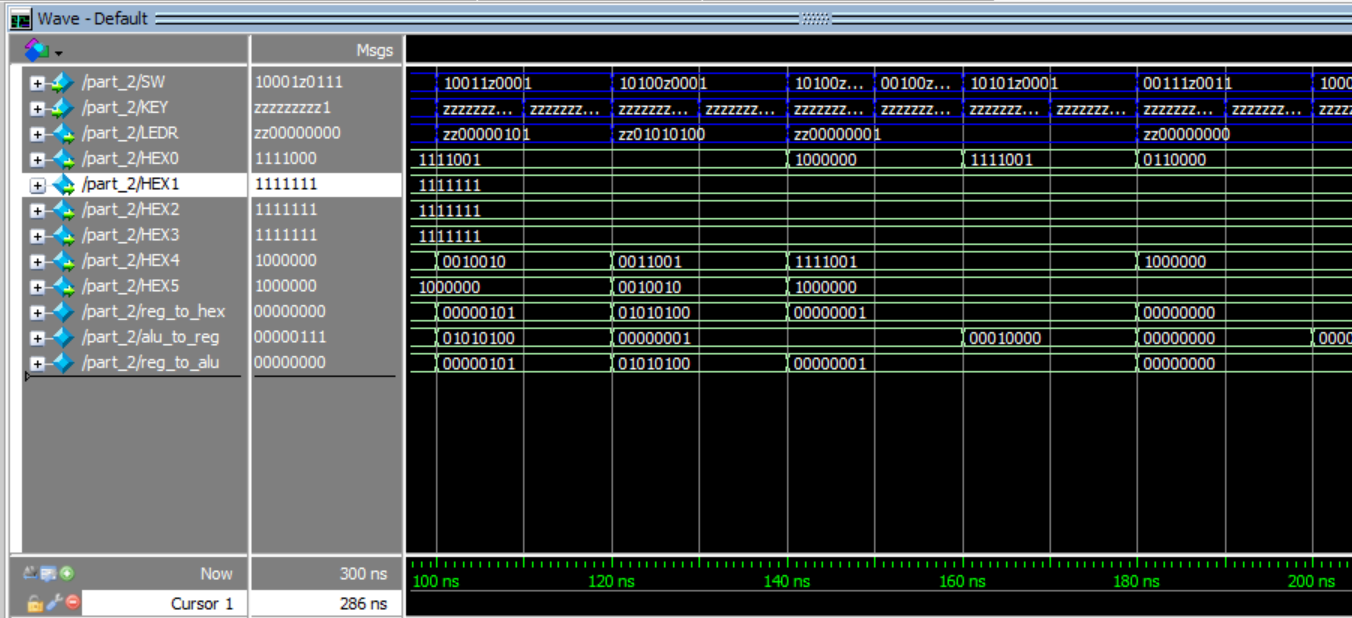 Wave - Default
Msgs
/part_2/SW 10001z0111 10011z0001 10100z0001 10100z... 00100z... 10101z0001 00111z0011 1000
/part_2/KEY zzzzzzzzz1 zzzzzzz... zzzzzzz... zzzzzzz... zzzzzzz... zzzzzzz... zzzzzzz... zzzzzzz... zzzzzzz... zzzzzzz... zzzzzzz... zzzzz
/part_2/LEDR zz00000000 zz00000101 zz01010100 zz00000001 zz00000000
/part_2/HEX0 1111000 1111001 1000000 1111001 0110000
/part_2/HEX1 1111111 1111111
/part_2/HEX2 1111111 1111111
/part_2/HEX3 1111111 1111111
/part_2/HEX4 1000000 0010010 0011001 1111001 1000000
/part_2/HEX5 1000000 1000000 0010010 1000000
/part_2/reg_to_hex 00000000 00000101 01010100 00000001 00000000
/part_2/alu_to_reg 00000111 01010100 00000001 00010000 00000000 0000
/part_2/reg_to_alu 00000000 00000101 01010100 00000001 00000000
Now 300 ns 100 ns 120 ns 140 ns 160 ns 180 ns 200 ns
Cursor 1 286 ns